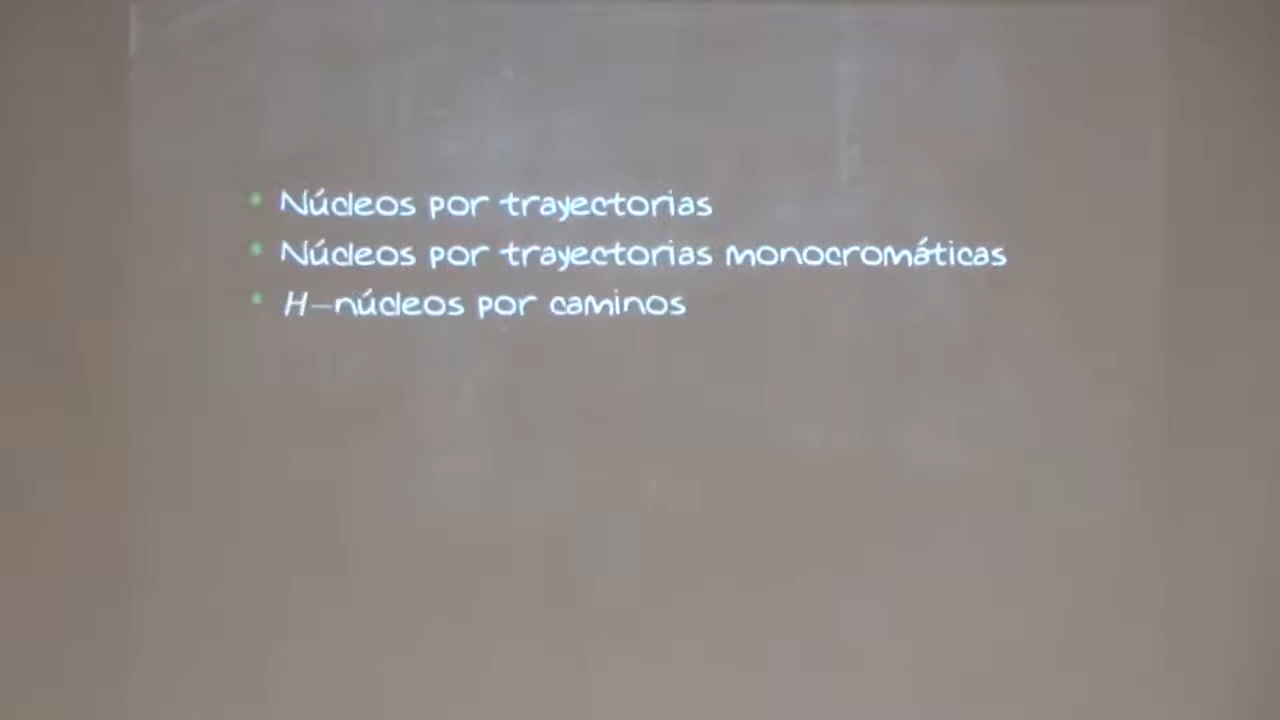 • Núcleos por trayectorias
• Núcleos por trayectorias monocromáticas
• H–núcleos por caminos